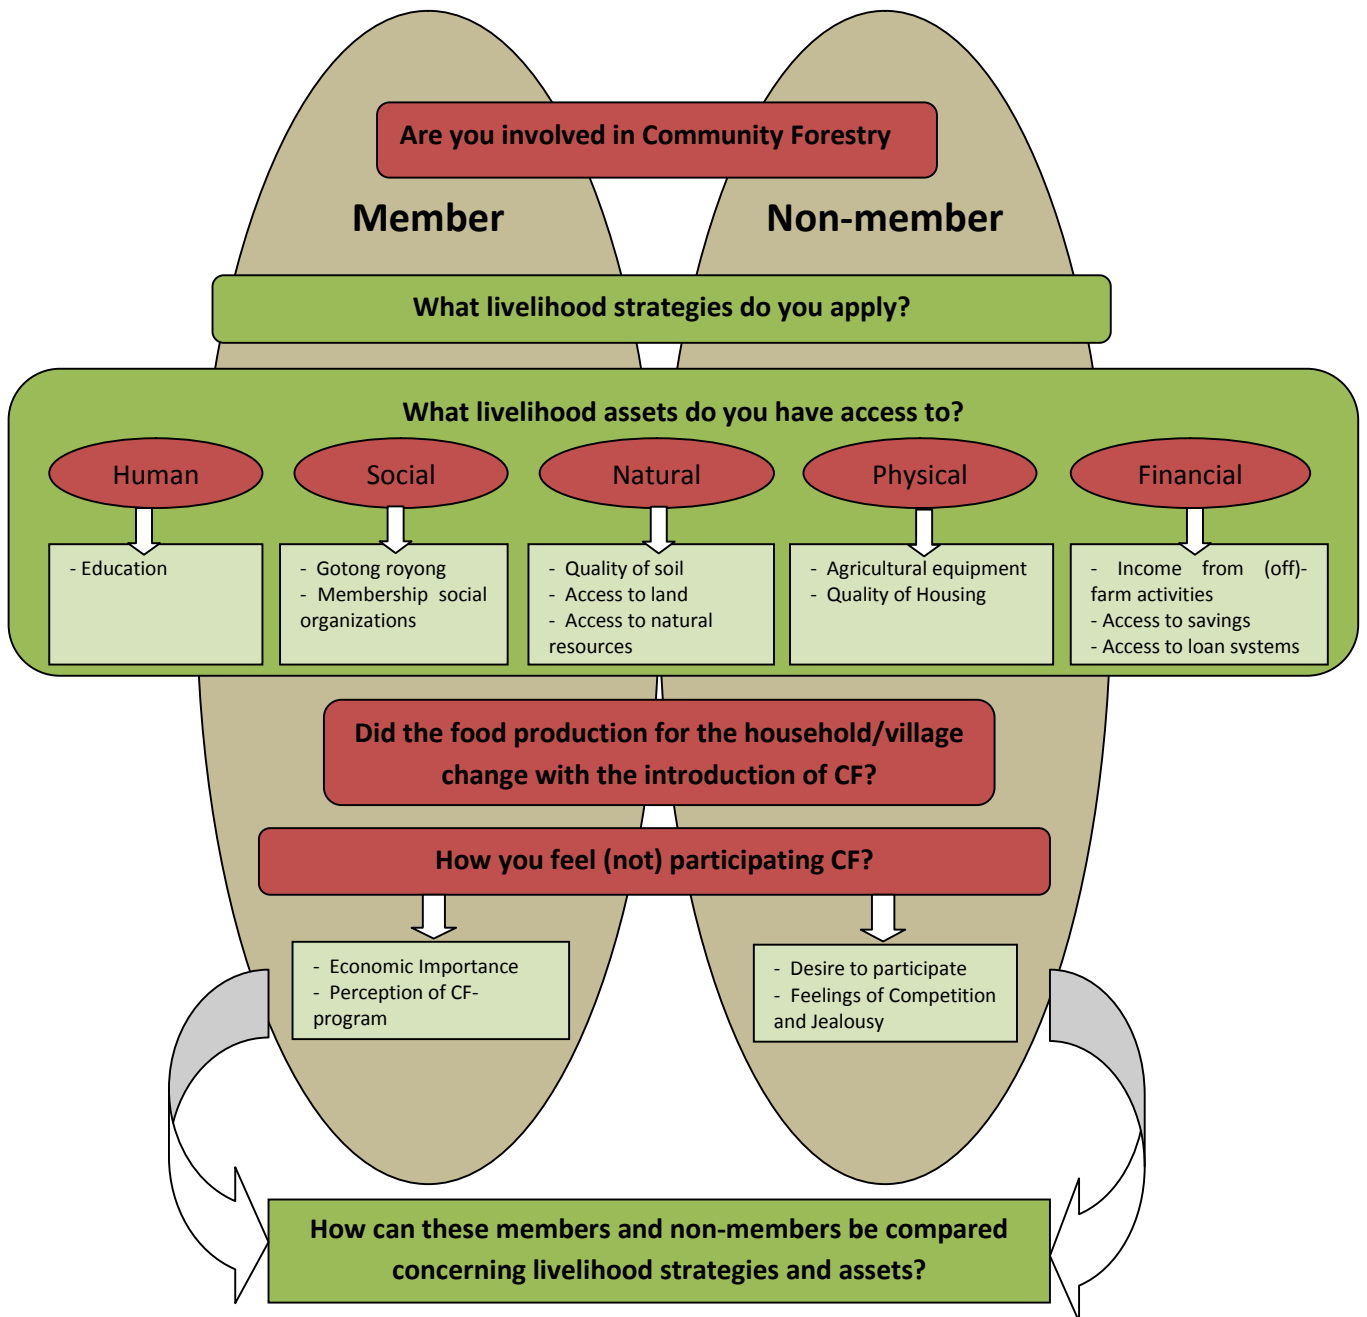 Are you involved in Community Forestry
Member
Non-member
What livelihood strategies do you apply?
What livelihood assets do you have access to?
Human
Social
Natural
Physical
Financial
- Education
- Gotong royong
- Membership social
organizations
- Quality of soil
- Access to land
- Access to natural
resources
- Agricultural equipment
- Quality of Housing
- Income from (off)-
farm activities
- Access to savings
- Access to loan systems
Did the food production for the household/village
change with the introduction of CF?
How you feel (not) participating CF?
- Economic Importance
- Perception of CF-
program
- Desire to participate
- Feelings of Competition
and Jealousy
How can these members and non-members be compared
concerning livelihood strategies and assets?